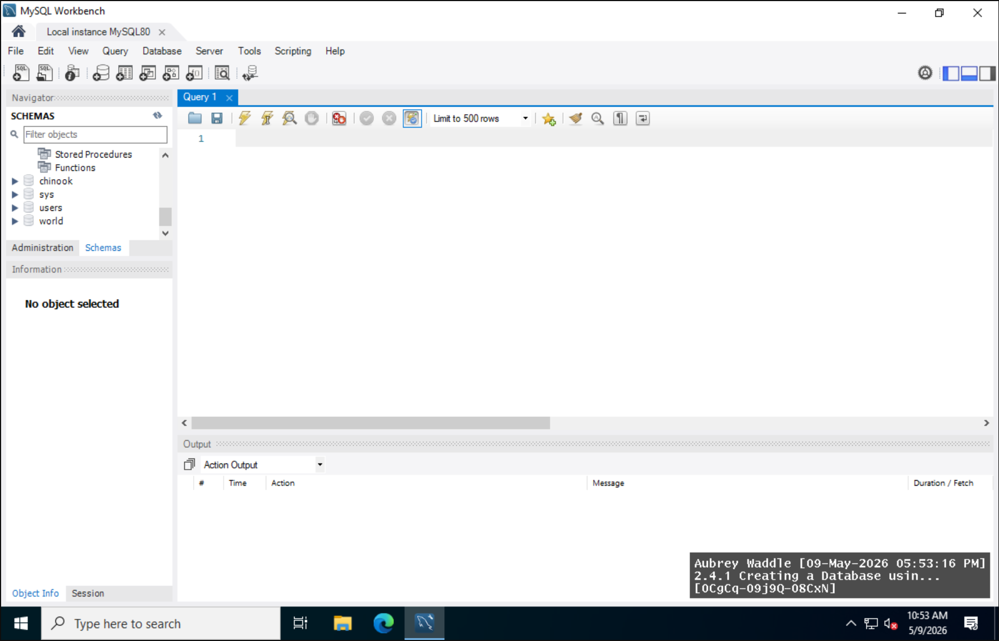 MySQL Workbench
Local instance MySQL80
File Edit View Query Database Server Tools Scripting Help
Navigator
SCHEMAS
Filter objects
Stored Procedures
Functions
chinook
sys
users
world
Administration Schemas
Information
No object selected
Object Info Session
Query 1
Limit to 500 rows
1
Output
Action Output
# Time Action Message Duration / Fetch
Aubrey Waddle [09-May-2026 05:53:16 PM]
2.4.1 Creating a Database usin...
[0CgCq-O9j9Q-O8CxN]
Type here to search
10:53 AM
5/9/2026